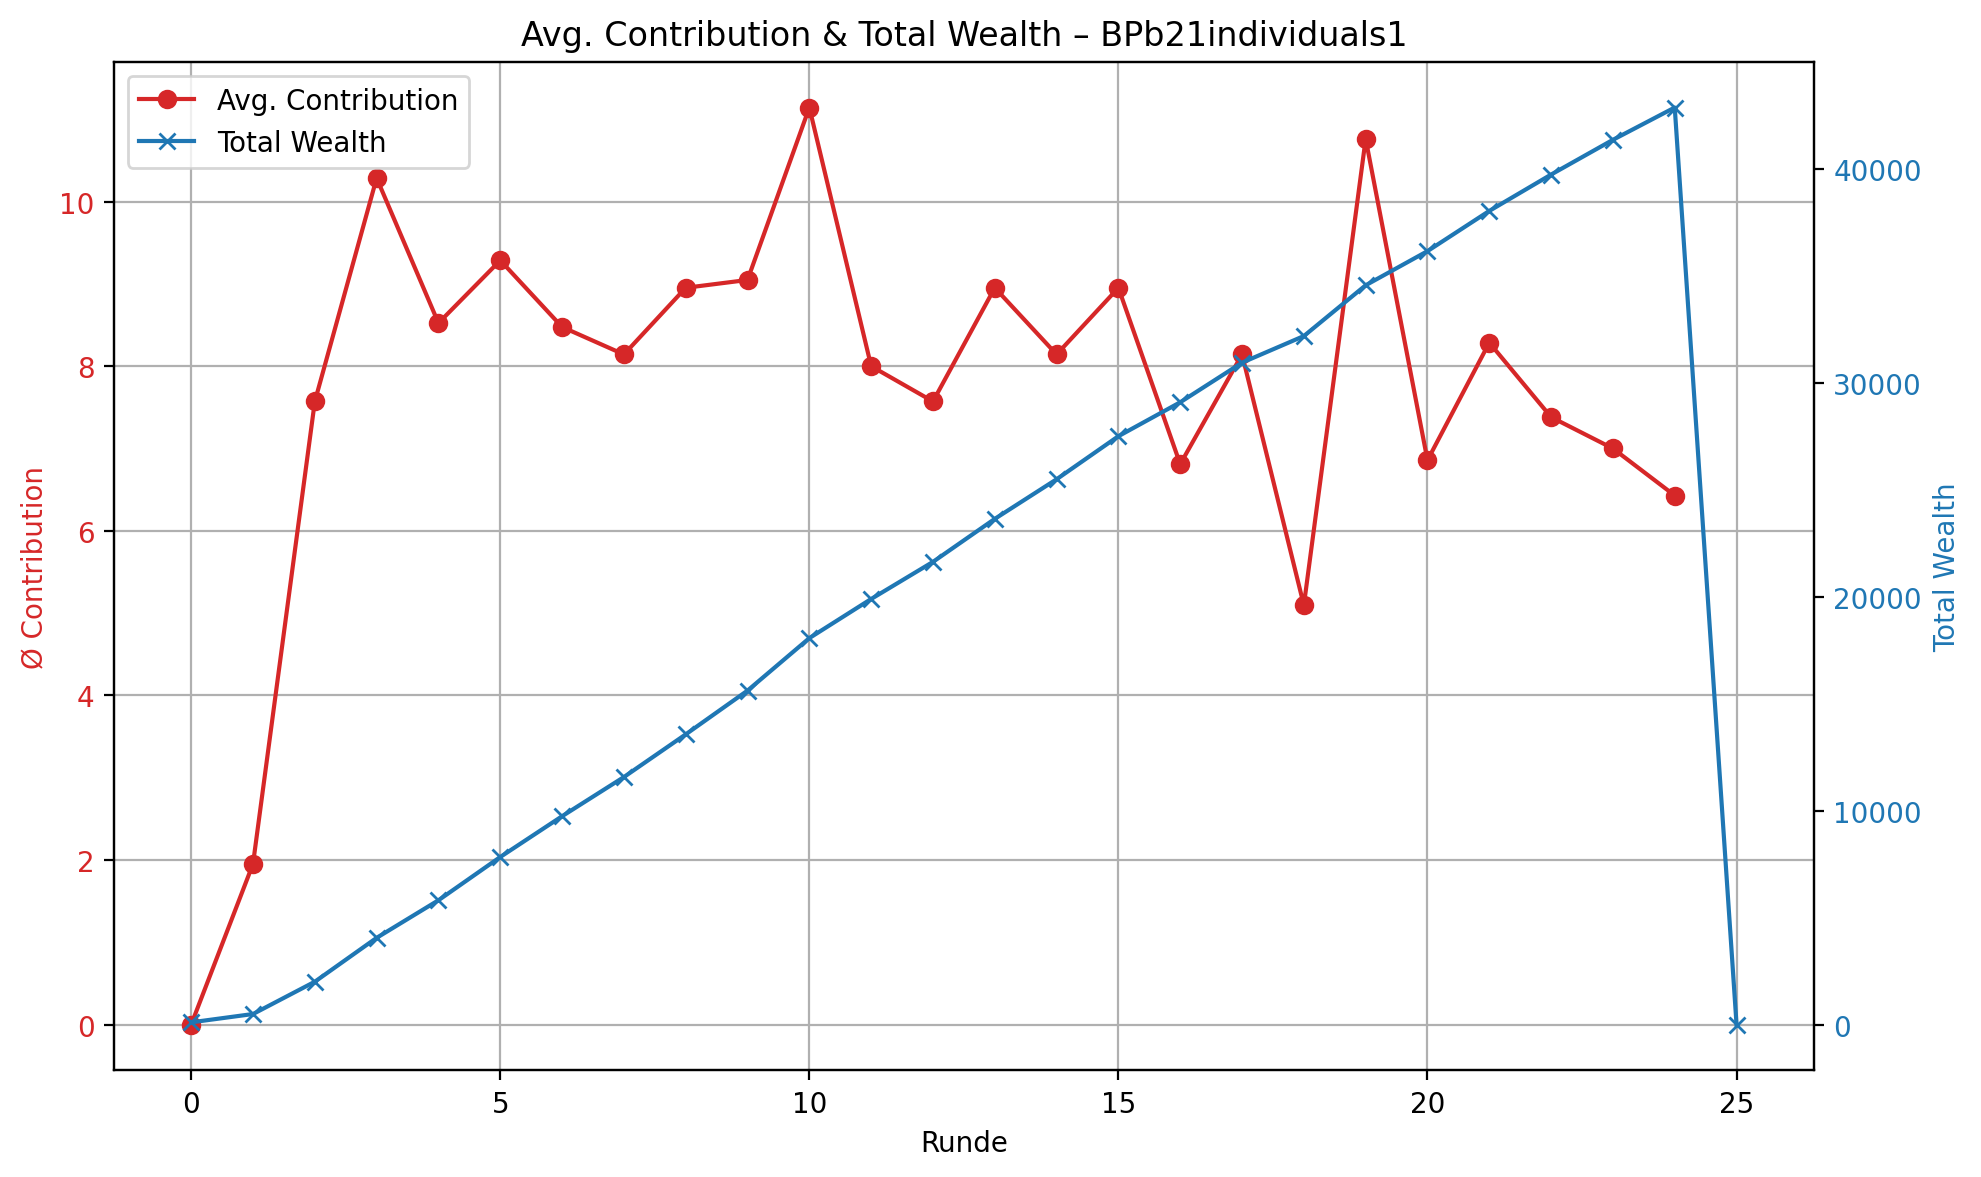 Avg. Contribution & Total Wealth – BPb21individuals1
Avg. Contribution
Total Wealth
10
8
6
4
2
0
Ø Contribution
40000
30000
20000
10000
0
Total Wealth
0 5 10 15 20 25
Runde